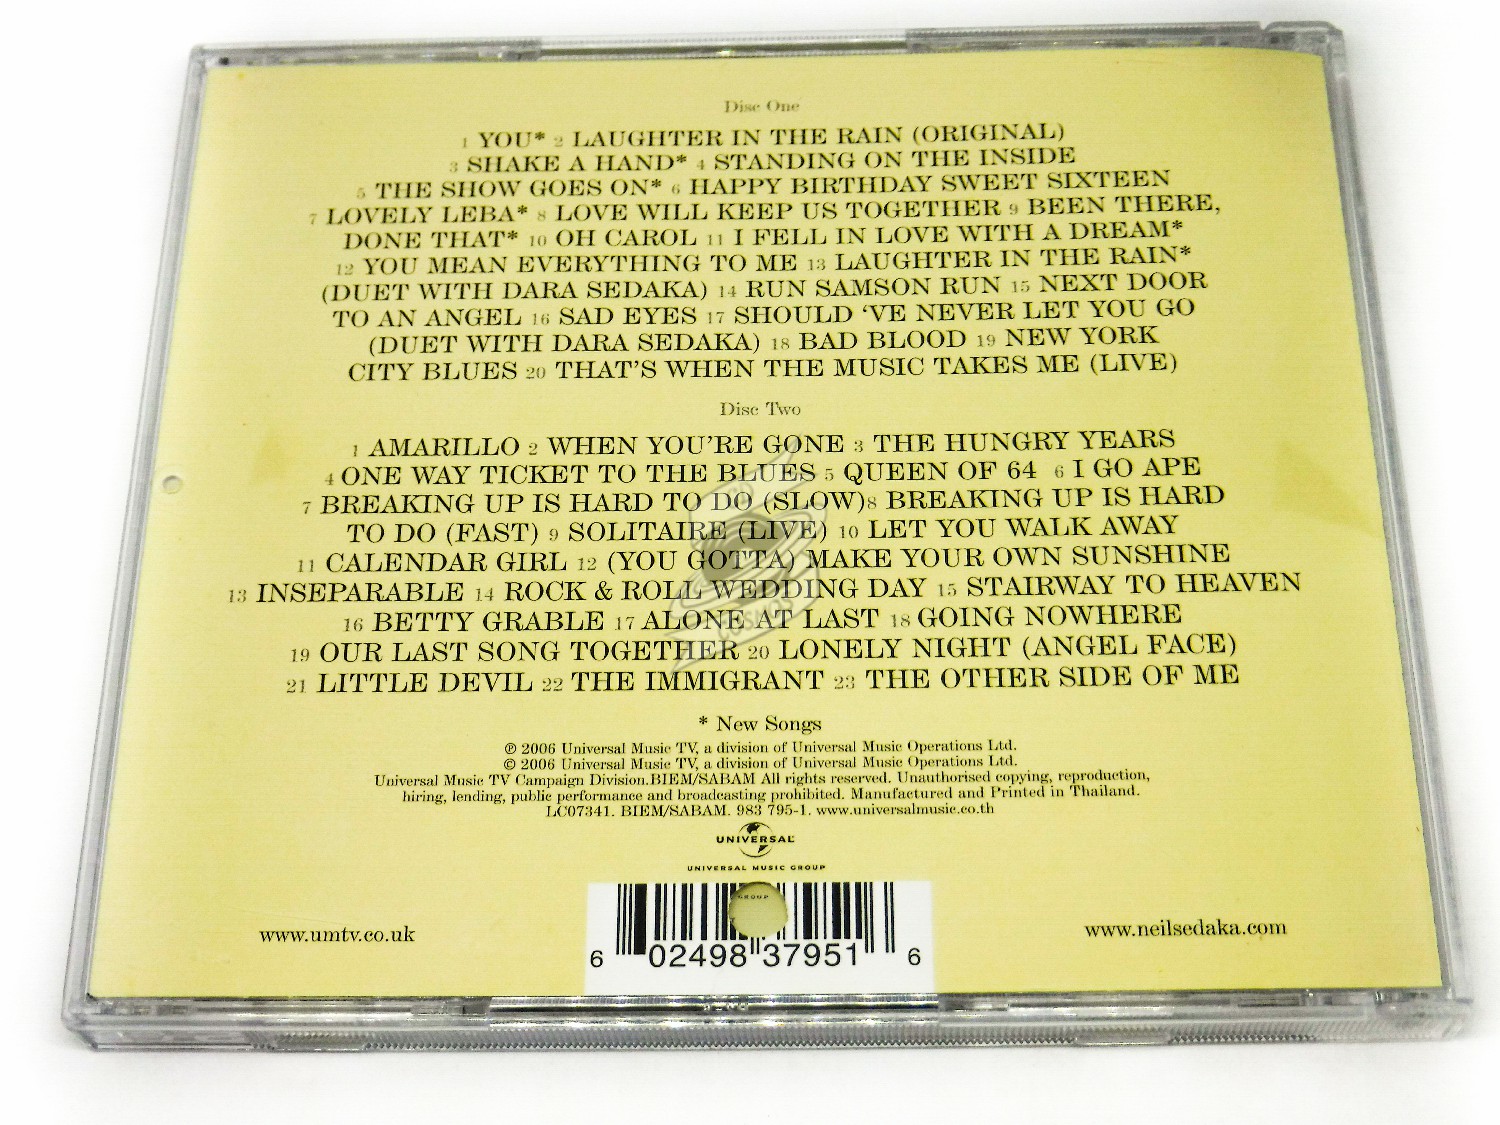 Disc One
1 YOU* 2 LAUGHTER IN THE RAIN (ORIGINAL)
3 SHAKE A HAND* 4 STANDING ON THE INSIDE
5 THE SHOW GOES ON* 6 HAPPY BIRTHDAY SWEET SIXTEEN
7 LOVELY LEBA* 8 LOVE WILL KEEP US TOGETHER 9 BEEN THERE,
DONE THAT* 10 OH CAROL 11 I FELL IN LOVE WITH A DREAM*
12 YOU MEAN EVERYTHING TO ME 13 LAUGHTER IN THE RAIN*
(DUET WITH DARA SEDAKA) 14 RUN SAMSON RUN 15 NEXT DOOR
TO AN ANGEL 16 SAD EYES 17 SHOULD ‘VE NEVER LET YOU GO
(DUET WITH DARA SEDAKA) 18 BAD BLOOD 19 NEW YORK
CITY BLUES 20 THAT’S WHEN THE MUSIC TAKES ME (LIVE)
Disc Two
1 AMARILLO 2 WHEN YOU’RE GONE 3 THE HUNGRY YEARS
4 ONE WAY TICKET TO THE BLUES 5 QUEEN OF 64 6 I GO APE
7 BREAKING UP IS HARD TO DO (SLOW)8 BREAKING UP IS HARD
TO DO (FAST) 9 SOLITAIRE (LIVE) 10 LET YOU WALK AWAY
11 CALENDAR GIRL 12 (YOU GOTTA) MAKE YOUR OWN SUNSHINE
13 INSEPARABLE 14 ROCK & ROLL WEDDING DAY 15 STAIRWAY TO HEAVEN
16 BETTY GRABLE 17 ALONE AT LAST 18 GOING NOWHERE
19 OUR LAST SONG TOGETHER 20 LONELY NIGHT (ANGEL FACE)
21 LITTLE DEVIL 22 THE IMMIGRANT 23 THE OTHER SIDE OF ME
* New Songs
℗ 2006 Universal Music TV, a division of Universal Music Operations Ltd.
© 2006 Universal Music TV, a division of Universal Music Operations Ltd.
Universal Music TV Campaign Division.BIEM/SABAM All rights reserved. Unauthorised copying, reproduction,
hiring, lending, public performance and broadcasting prohibited. Manufactured and Printed in Thailand.
LC07341. BIEM/SABAM. 983 795-1. www.universalmusic.co.th
UNIVERSAL
UNIVERSAL MUSIC GROUP
GROUP
www.umtv.co.uk
www.neilsedaka.com
6 02498 37951 6